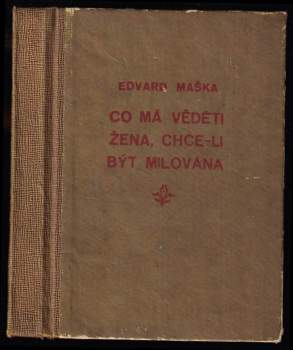 EDVARD MAŠKA
CO MÁ VĚDĚTI
ŽENA, CHCE-LI
BÝT MILOVÁNA